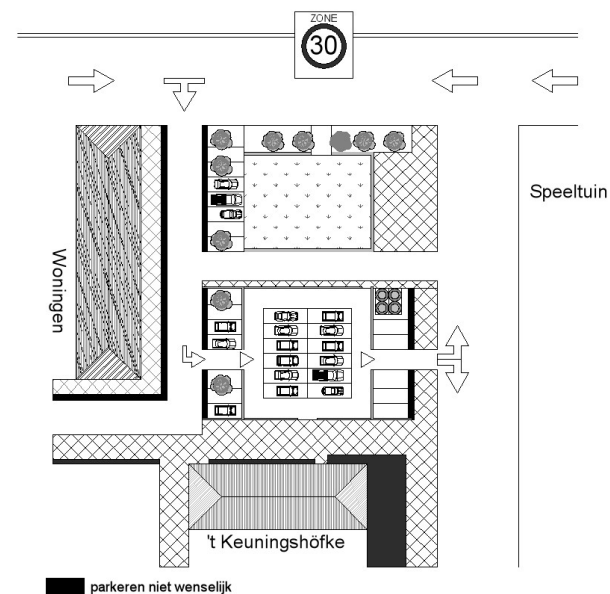 ZONE
30
Speeltuin
Woningen
't Keuningshöfke
parkeren niet wenselijk